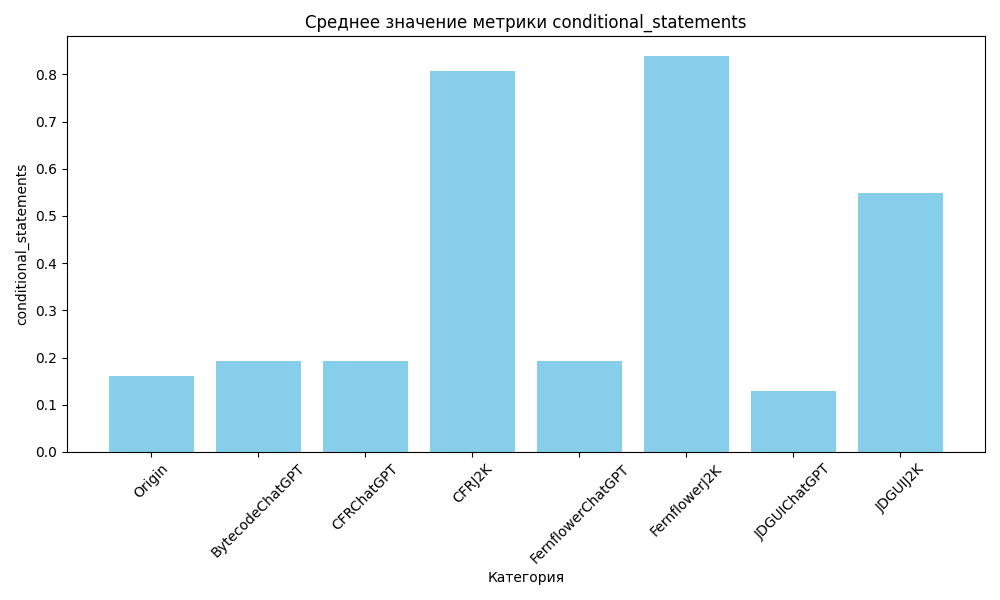 Среднее значение метрики conditional_statements
conditional_statements
0.8
0.7
0.6
0.5
0.4
0.3
0.2
0.1
0.0
Origin
BytecodeChatGPT
CFRChatGPT
CFRJ2K
FernflowerChatGPT
FernflowerJ2K
JDGUIChatGPT
JDGUIJ2K
Категория